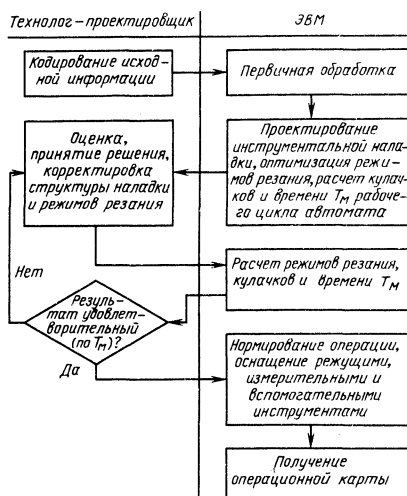 Технолог-проектировщик
ЭВМ
Кодирование исход-
ной информации
Первичная обработка
Проектирование
инструментальной нала-
дки, оптимизация режи-
мов резания, расчет кулач-
ков и времени Tм рабоче-
го цикла автомата
Оценка,
принятие решения,
корректировка
структуры наладки
и режимов резания
Расчет режимов резания,
кулачков и времени Tм
Нет
Резуль-
тат удовлет-
ворительный
(по Tм)?
Да
Нормирование операции,
оснащение режущими,
измерительными и
вспомогательными
инструментами
Получение
операционной карты